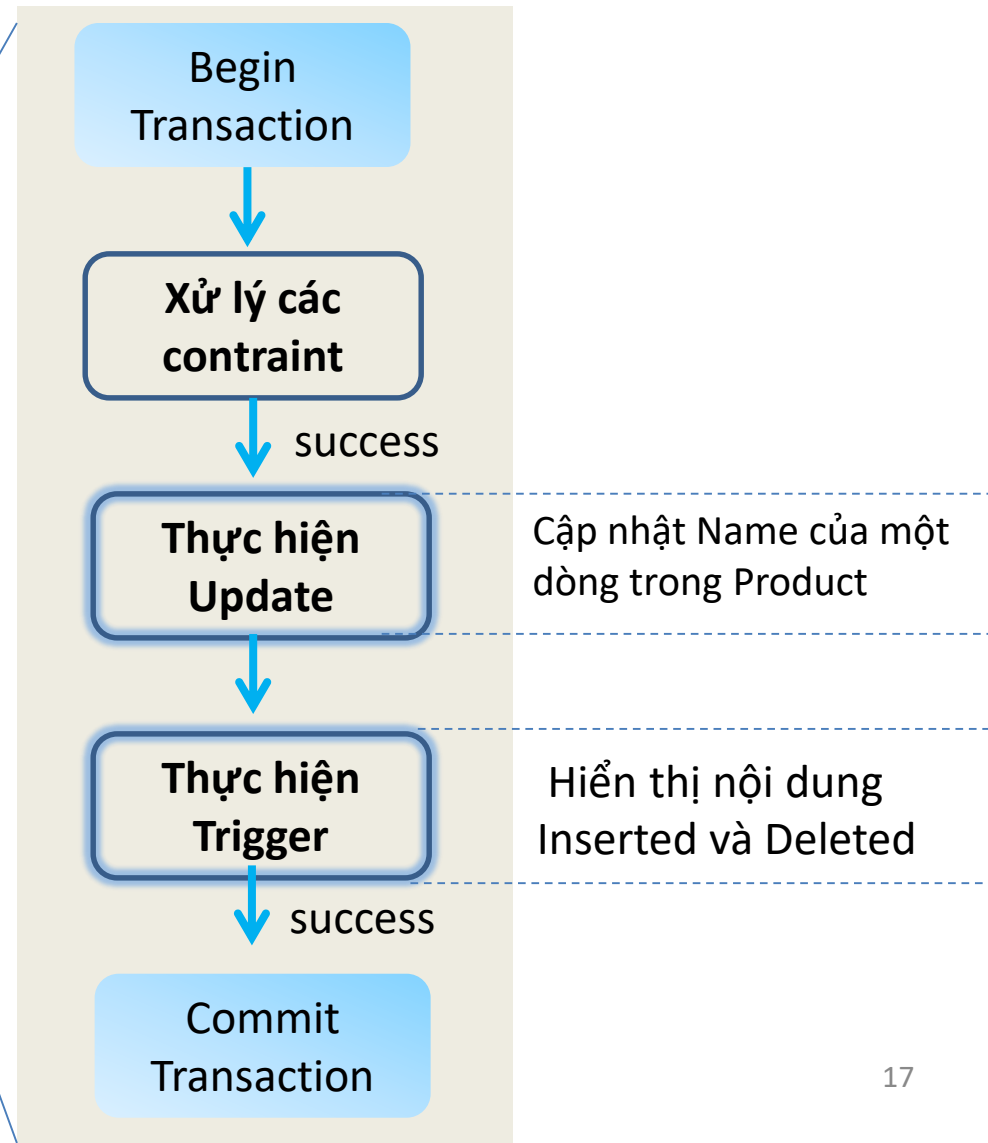 Begin
Transaction
Xử lý các
contraint
success
Thực hiện
Update
Cập nhật Name của một
dòng trong Product
Thực hiện
Trigger
Hiển thị nội dung
Inserted và Deleted
success
Commit
Transaction
17